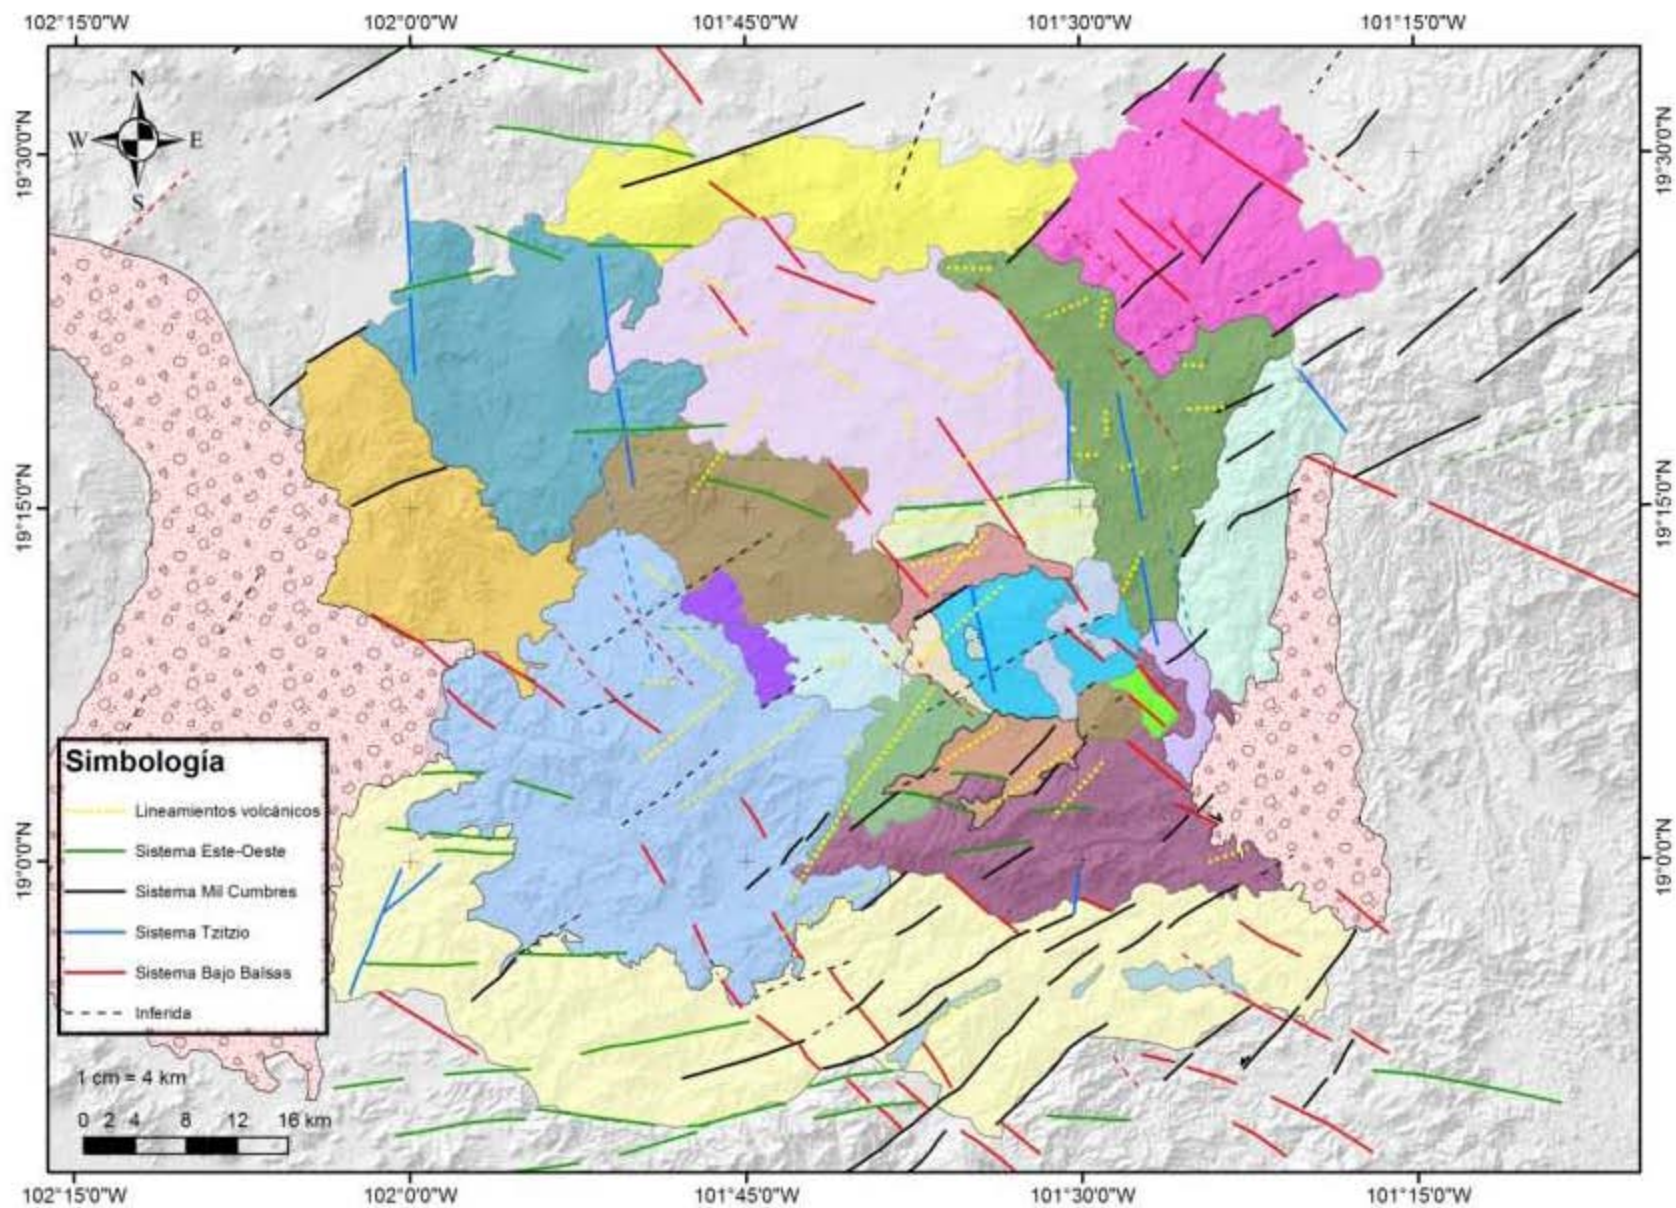 102°15'0"W 102°0'0"W 101°45'0"W 101°30'0"W 101°15'0"W
N
W E
S
19°30'0"N 19°30'0"N
19°15'0"N 19°15'0"N
19°0'0"N 19°0'0"N
Simbología
Lineamientos volcánicos
Sistema Este-Oeste
Sistema Mil Cumbres
Sistema Tzitzio
Sistema Bajo Balsas
Inferida
1 cm = 4 km
0 2 4 8 12 16 km
102°15'0"W 102°0'0"W 101°45'0"W 101°30'0"W 101°15'0"W